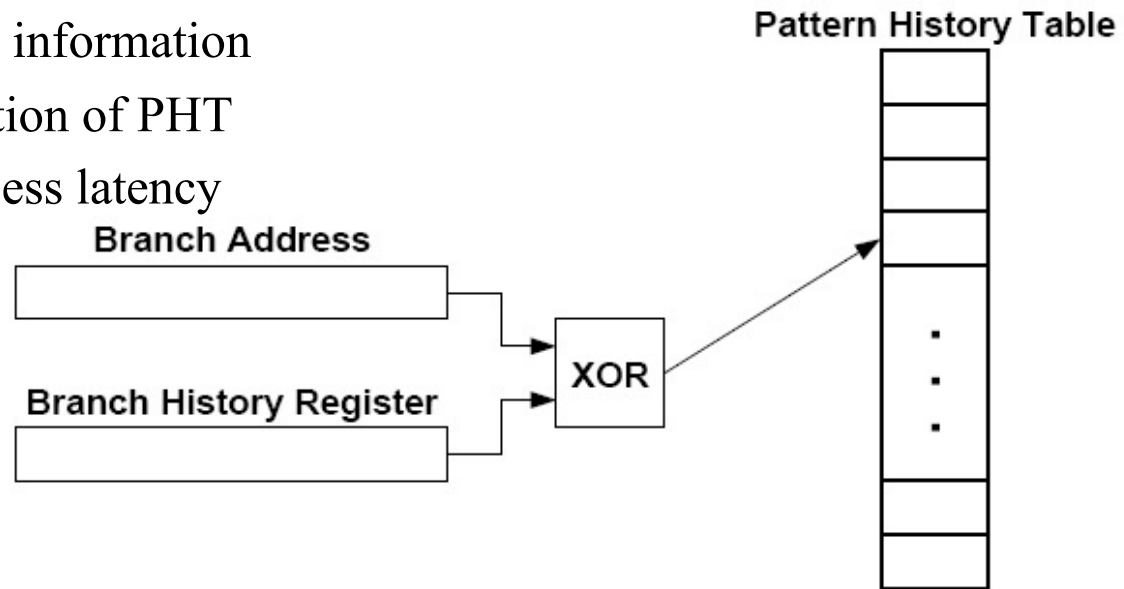 information
tion of PHT
ess latency
Pattern History Table
Branch Address
Branch History Register
XOR